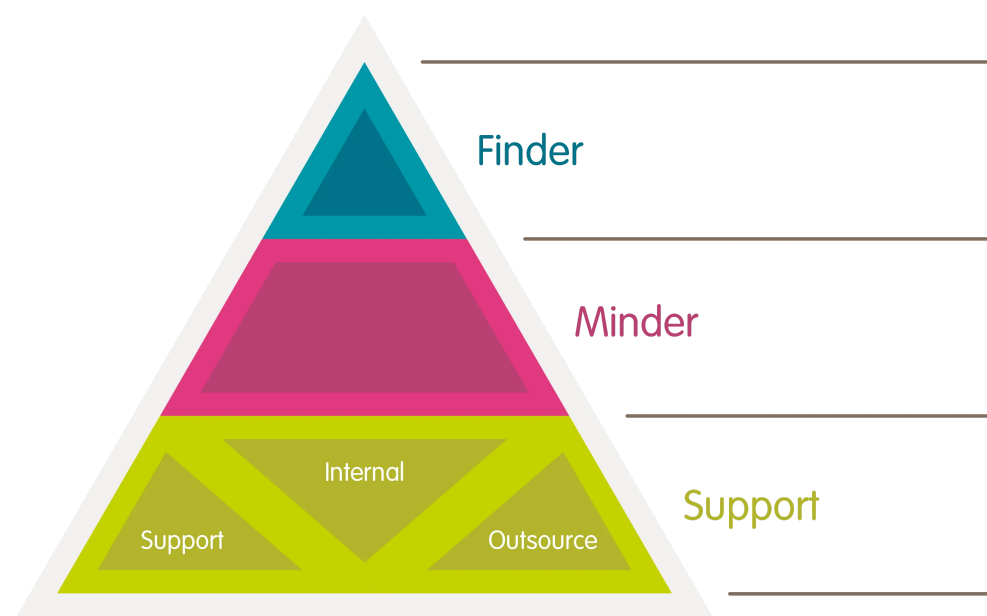 Finder
Minder
Internal
Support
Support
Outsource